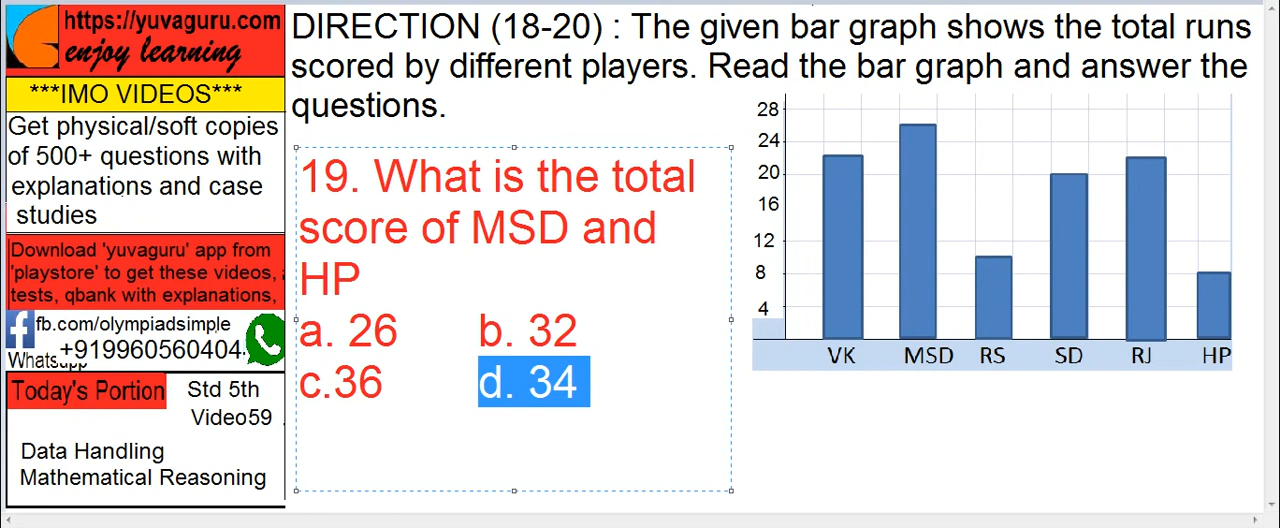 https://yuvaguru.com
enjoy learning
***IMO VIDEOS***
Get physical/soft copies
of 500+ questions with
explanations and case
studies
Download 'yuvaguru' app from
'playstore' to get these videos,
tests, qbank with explanations,
fb.com/olympiadsimple
Whatsapp +919960560404.
Today's Portion Std 5th
Video59
Data Handling
Mathematical Reasoning
DIRECTION (18-20) : The given bar graph shows the total runs
scored by different players. Read the bar graph and answer the
questions.
19. What is the total
score of MSD and
HP
a. 26 b. 32
c.36 d. 34
28
24
20
16
12
8
4
VK MSD RS SD RJ HP